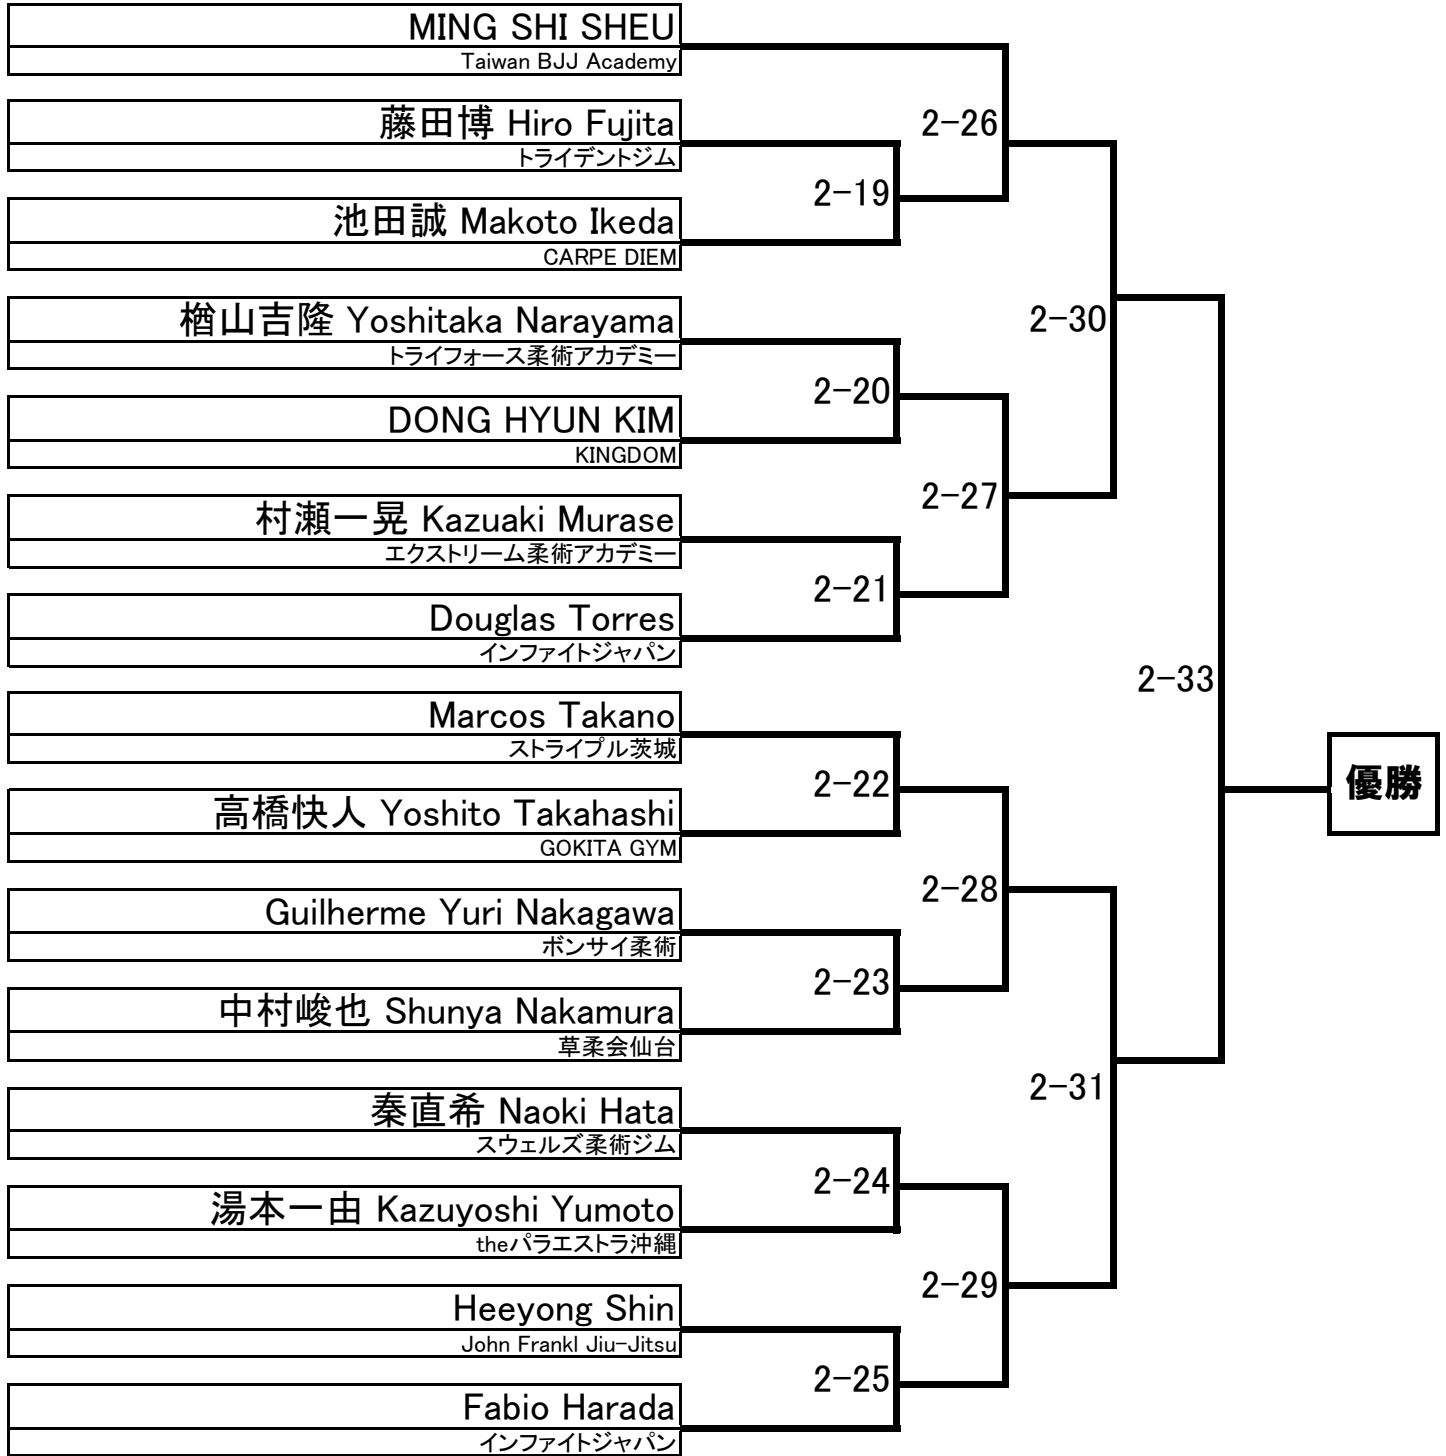 MING SHI SHEU
Taiwan BJJ Academy
藤田博 Hiro Fujita
トライデントジム
池田誠 Makoto Ikeda
CARPE DIEM
楢山吉隆 Yoshitaka Narayama
トライフォース柔術アカデミー
DONG HYUN KIM
KINGDOM
村瀬一晃 Kazuaki Murase
エクストリーム柔術アカデミー
Douglas Torres
インファイトジャパン
Marcos Takano
ストライプル茨城
高橋快人 Yoshito Takahashi
GOKITA GYM
Guilherme Yuri Nakagawa
ボンサイ柔術
中村峻也 Shunya Nakamura
草柔会仙台
秦直希 Naoki Hata
スウェルズ柔術ジム
湯本一由 Kazuyoshi Yumoto
theパラエストラ沖縄
Heeyong Shin
John Frankl Jiu-Jitsu
Fabio Harada
インファイトジャパン
2-19
2-20
2-21
2-22
2-23
2-24
2-25
2-26
2-27
2-28
2-29
2-30
2-31
2-33
優勝